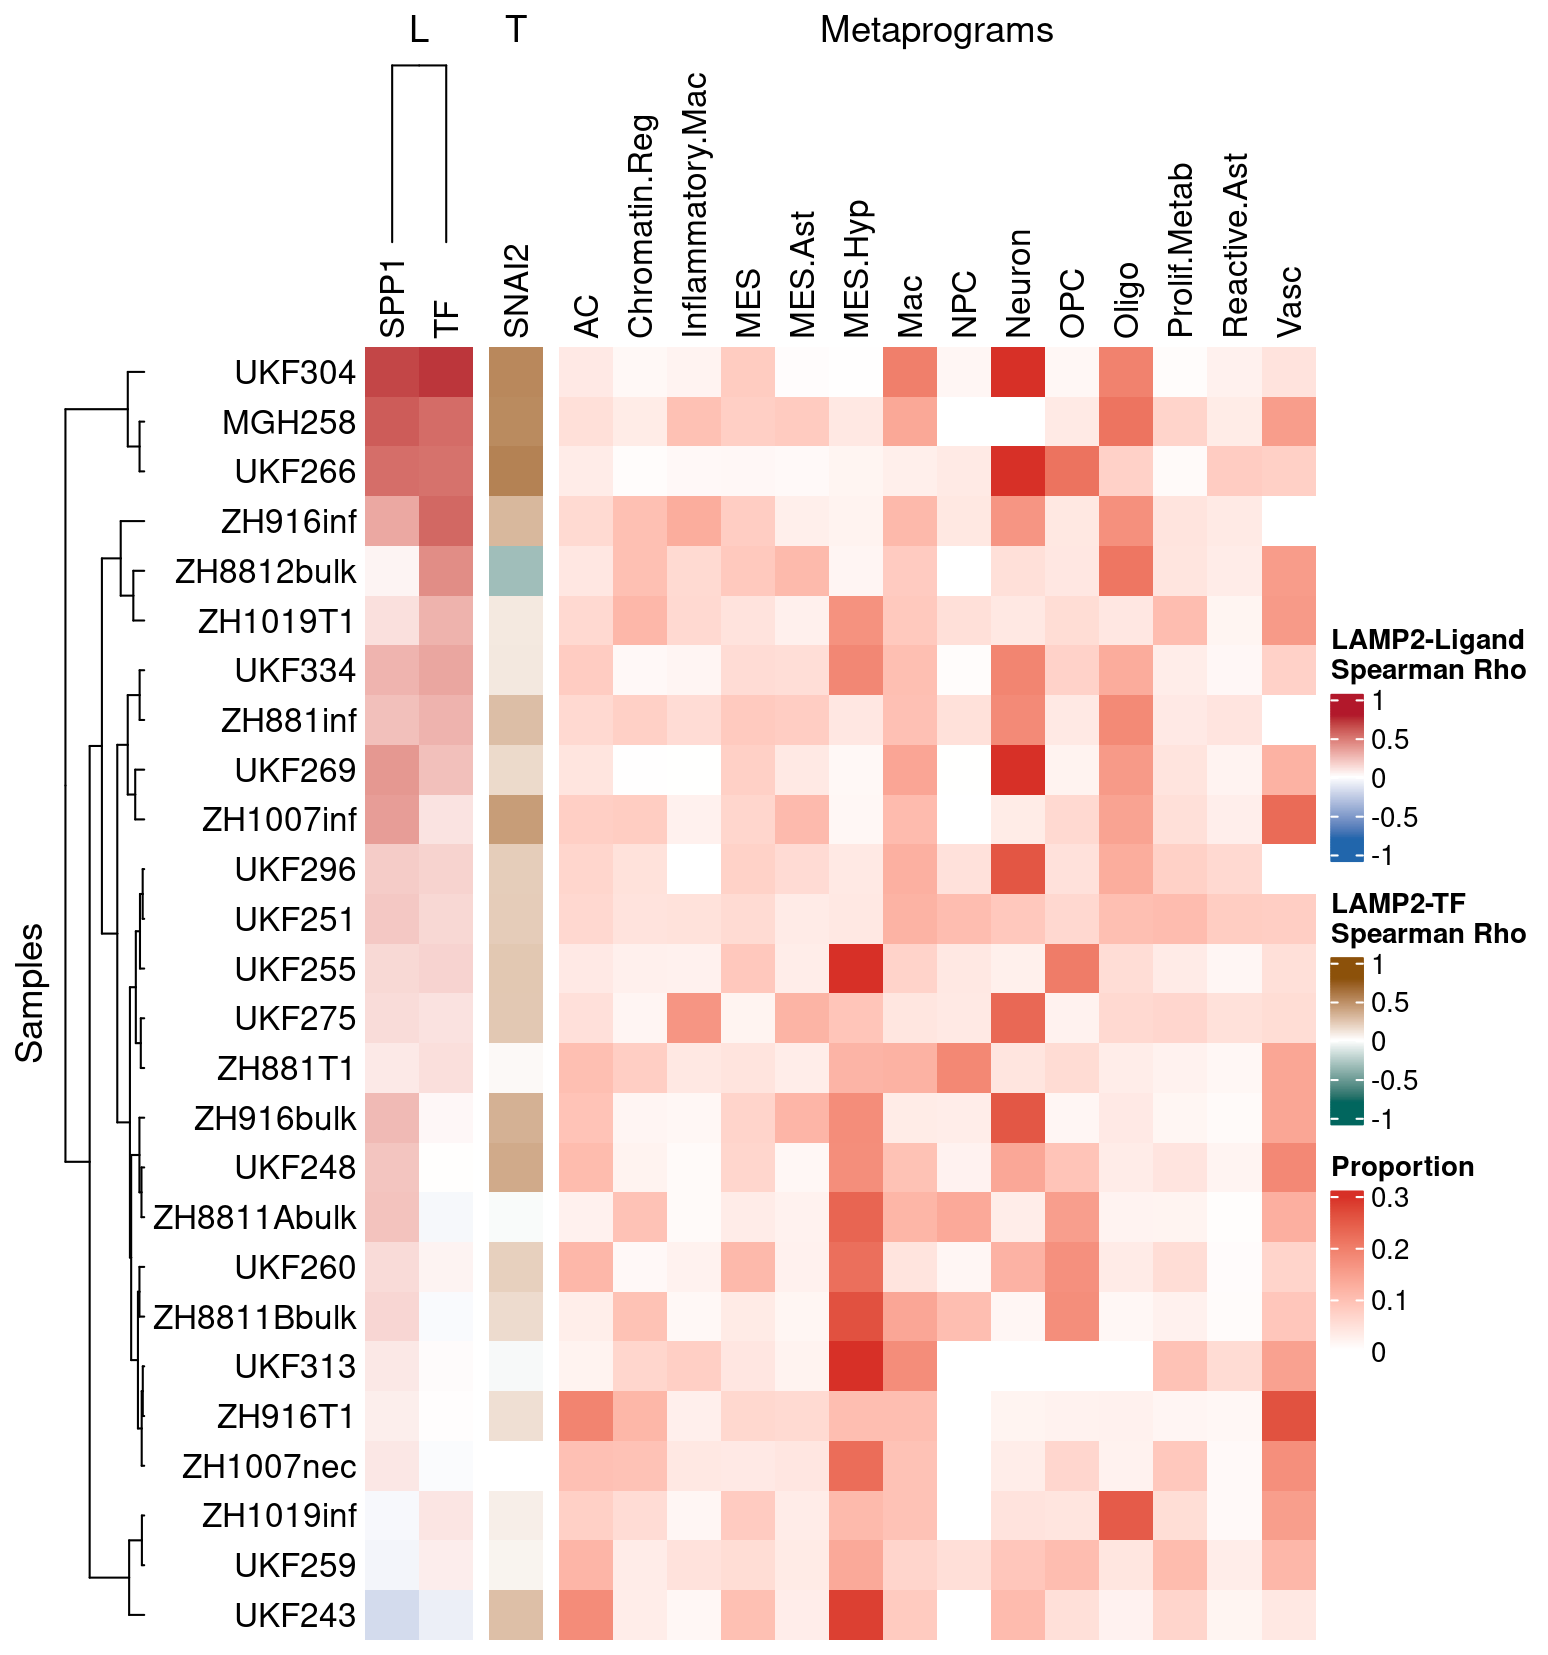 L T Metaprograms
SPP1 TF SNAI2 AC Chromatin.Reg Inflammatory.Mac MES MES.Ast MES.Hyp Mac NPC Neuron OPC Oligo Prolif.Metab Reactive.Ast Vasc
Samples
UKF304
MGH258
UKF266
ZH916inf
ZH8812bulk
ZH1019T1
UKF334
ZH881inf
UKF269
ZH1007inf
UKF296
UKF251
UKF255
UKF275
ZH881T1
ZH916bulk
UKF248
ZH8811Abulk
UKF260
ZH8811Bbulk
UKF313
ZH916T1
ZH1007nec
ZH1019inf
UKF259
UKF243
LAMP2-Ligand
Spearman Rho
1
0.5
0
-0.5
-1
LAMP2-TF
Spearman Rho
1
0.5
0
-0.5
-1
Proportion
0.3
0.2
0.1
0